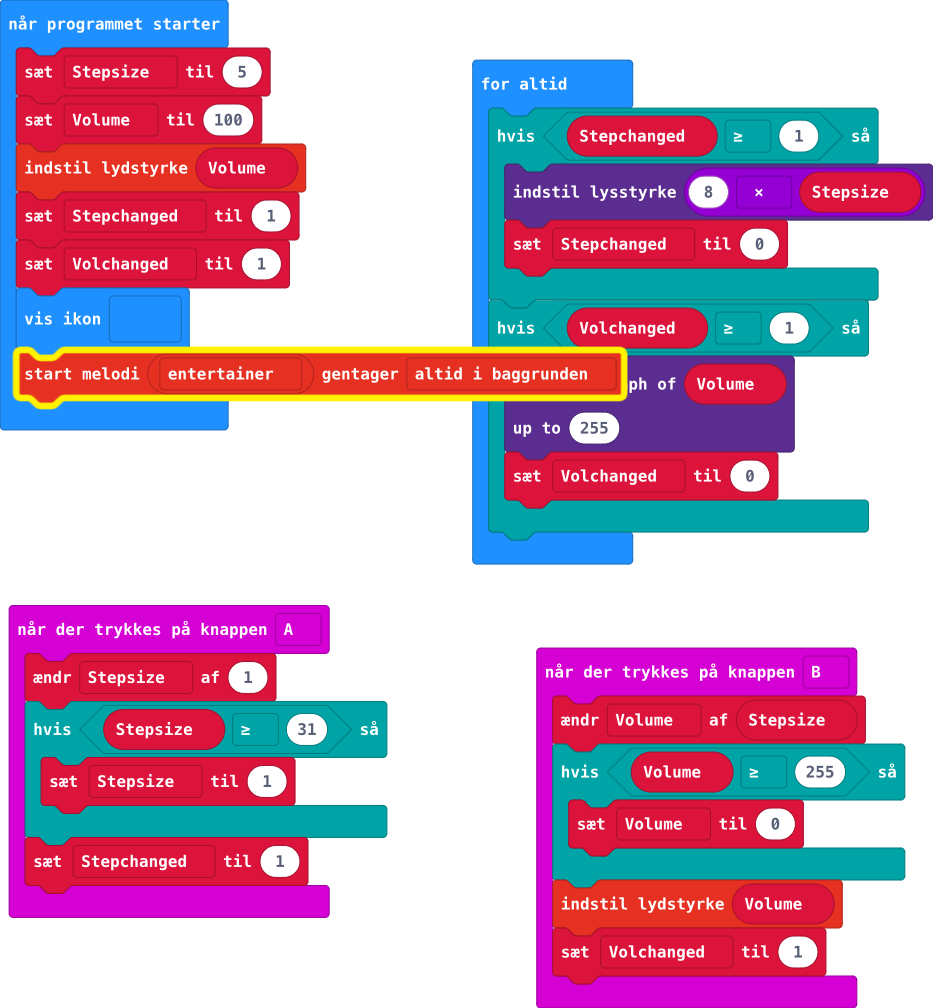 når programmet starter
sæt Stepsize til 5
sæt Volume til 100
indstil lydstyrke Volume
sæt Stepchanged til 1
sæt Volchanged til 1
vis ikon
start melodi entertainer gentager altid i baggrunden
for altid
hvis Stepchanged ≥ 1 så
indstil lysstyrke 8 × Stepsize
sæt Stepchanged til 0
hvis Volchanged ≥ 1 så
of Volume
up to 255
sæt Volchanged til 0
når der trykkes på knappen A
ændr Stepsize af 1
hvis Stepsize ≥ 31 så
sæt Stepsize til 1
sæt Stepchanged til 1
når der trykkes på knappen B
ændr Volume af Stepsize
hvis Volume ≥ 255 så
sæt Volume til 0
indstil lydstyrke Volume
sæt Volchanged til 1